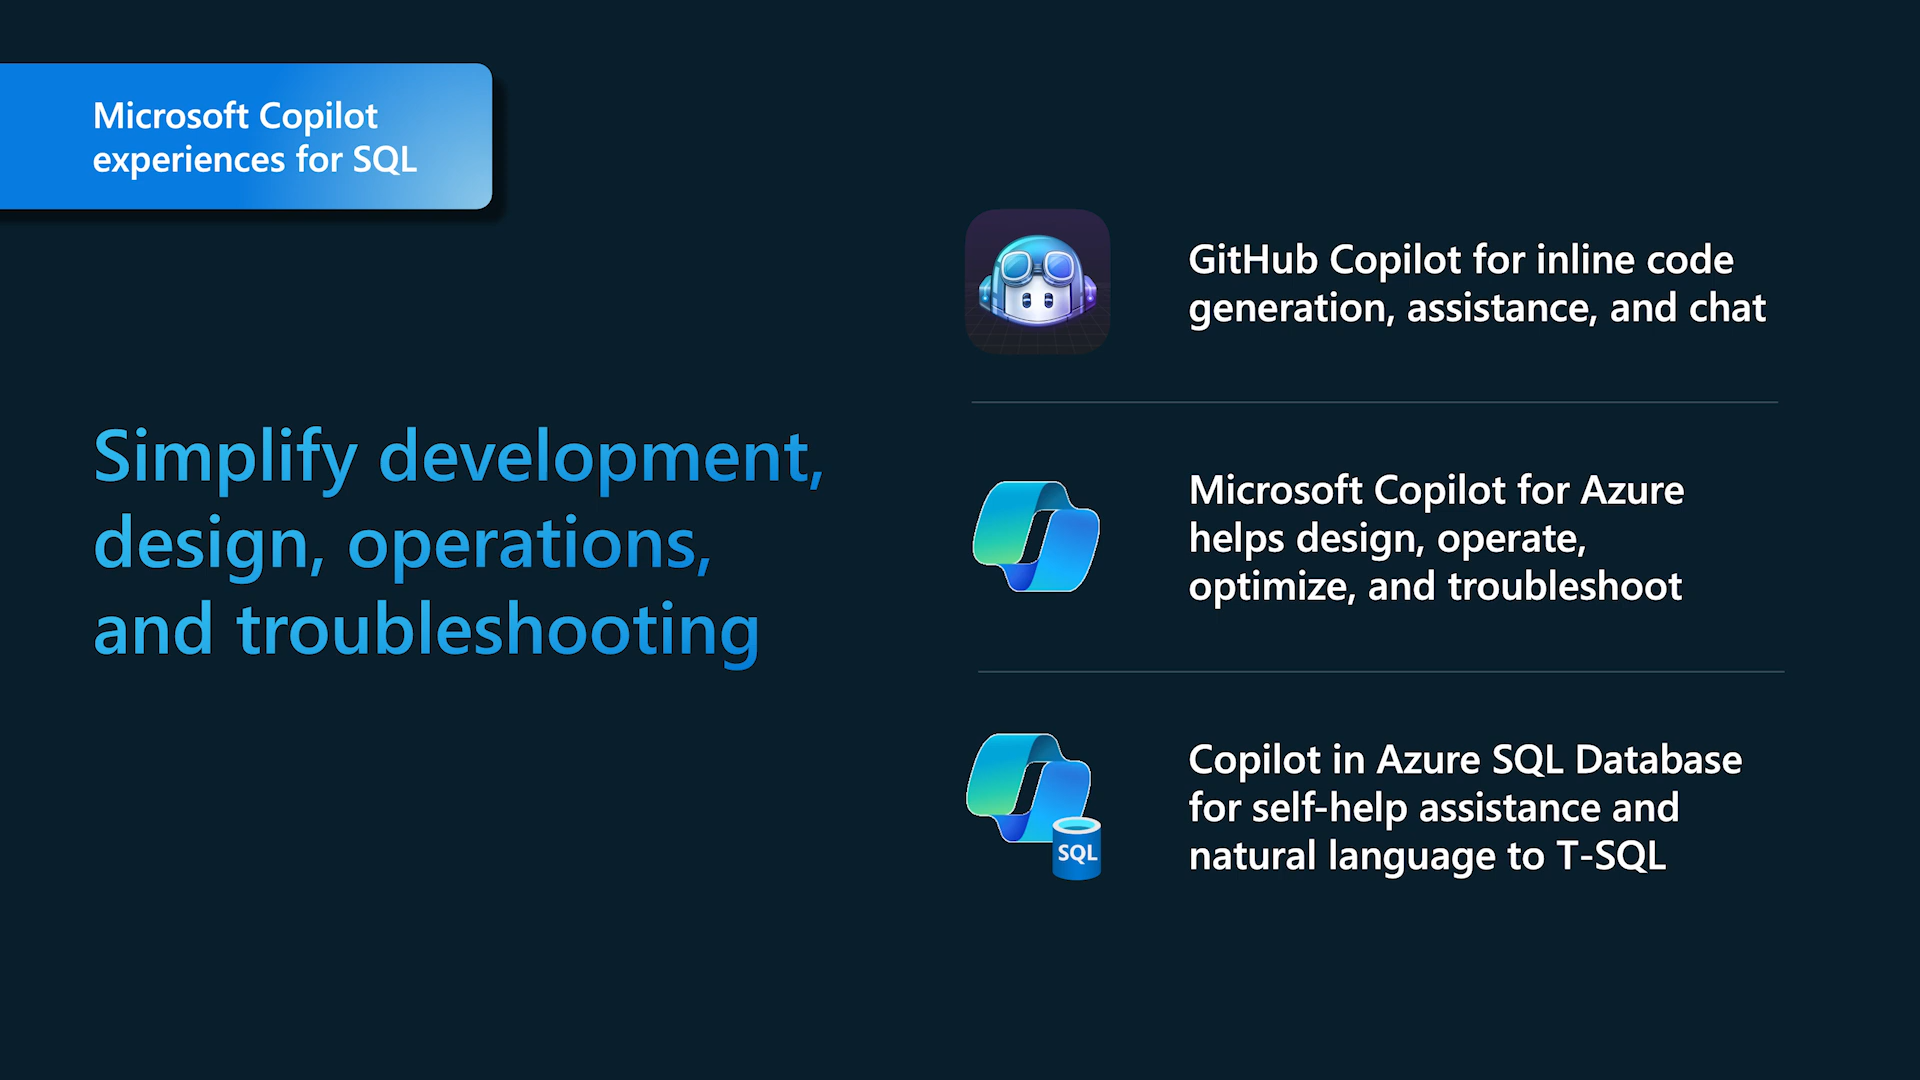 Microsoft Copilot
experiences for SQL
Simplify development,
design, operations,
and troubleshooting
GitHub Copilot for inline code
generation, assistance, and chat
Microsoft Copilot for Azure
helps design, operate,
optimize, and troubleshoot
SQL
Copilot in Azure SQL Database
for self-help assistance and
natural language to T-SQL